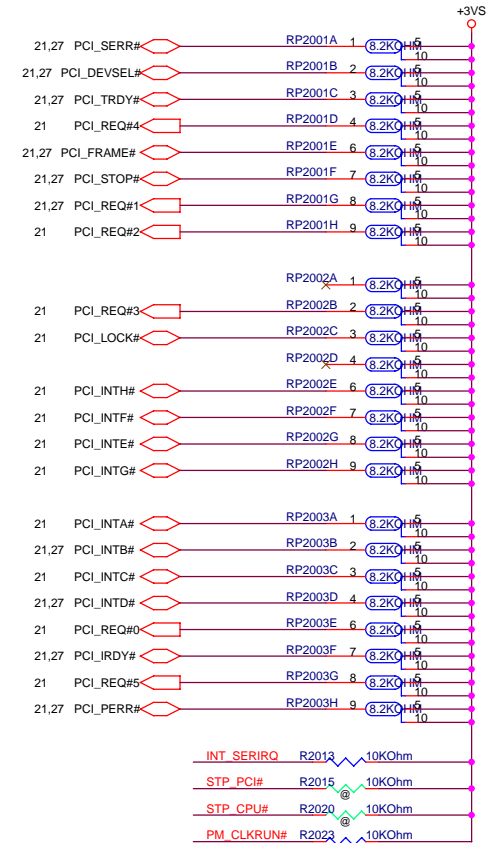 +3VS
21,27 PCI_SERR# RP2001A 1 8.2KOHM 5
10
21,27 PCI_DEVSEL# RP2001B 2 8.2KOHM 5
10
21,27 PCI_TRDY# RP2001C 3 8.2KOHM 5
10
21 PCI_REQ#4 RP2001D 4 8.2KOHM 5
10
21,27 PCI_FRAME# RP2001E 6 8.2KOHM 5
10
21,27 PCI_STOP# RP2001F 7 8.2KOHM 5
10
21,27 PCI_REQ#1 RP2001G 8 8.2KOHM 5
10
21 PCI_REQ#2 RP2001H 9 8.2KOHM 5
10
RP2002A 1 8.2KOHM 5
10
21 PCI_REQ#3 RP2002B 2 8.2KOHM 5
10
21 PCI_LOCK# RP2002C 3 8.2KOHM 5
10
RP2002D 4 8.2KOHM 5
10
21 PCI_INTH# RP2002E 6 8.2KOHM 5
10
21 PCI_INTF# RP2002F 7 8.2KOHM 5
10
21 PCI_INTE# RP2002G 8 8.2KOHM 5
10
21 PCI_INTG# RP2002H 9 8.2KOHM 5
10
21 PCI_INTA# RP2003A 1 8.2KOHM 5
10
21,27 PCI_INTB# RP2003B 2 8.2KOHM 5
10
21 PCI_INTC# RP2003C 3 8.2KOHM 5
10
21,27 PCI_INTD# RP2003D 4 8.2KOHM 5
10
21 PCI_REQ#0 RP2003E 6 8.2KOHM 5
10
21,27 PCI_IRDY# RP2003F 7 8.2KOHM 5
10
21 PCI_REQ#5 RP2003G 8 8.2KOHM 5
10
21,27 PCI_PERR# RP2003H 9 8.2KOHM 5
10
INT_SERIRQ R2013 10KOhm
STP_PCI# R2015 10KOhm
@
STP_CPU# R2020 10KOhm
@
PM_CLKRUN# R2023 10KOhm